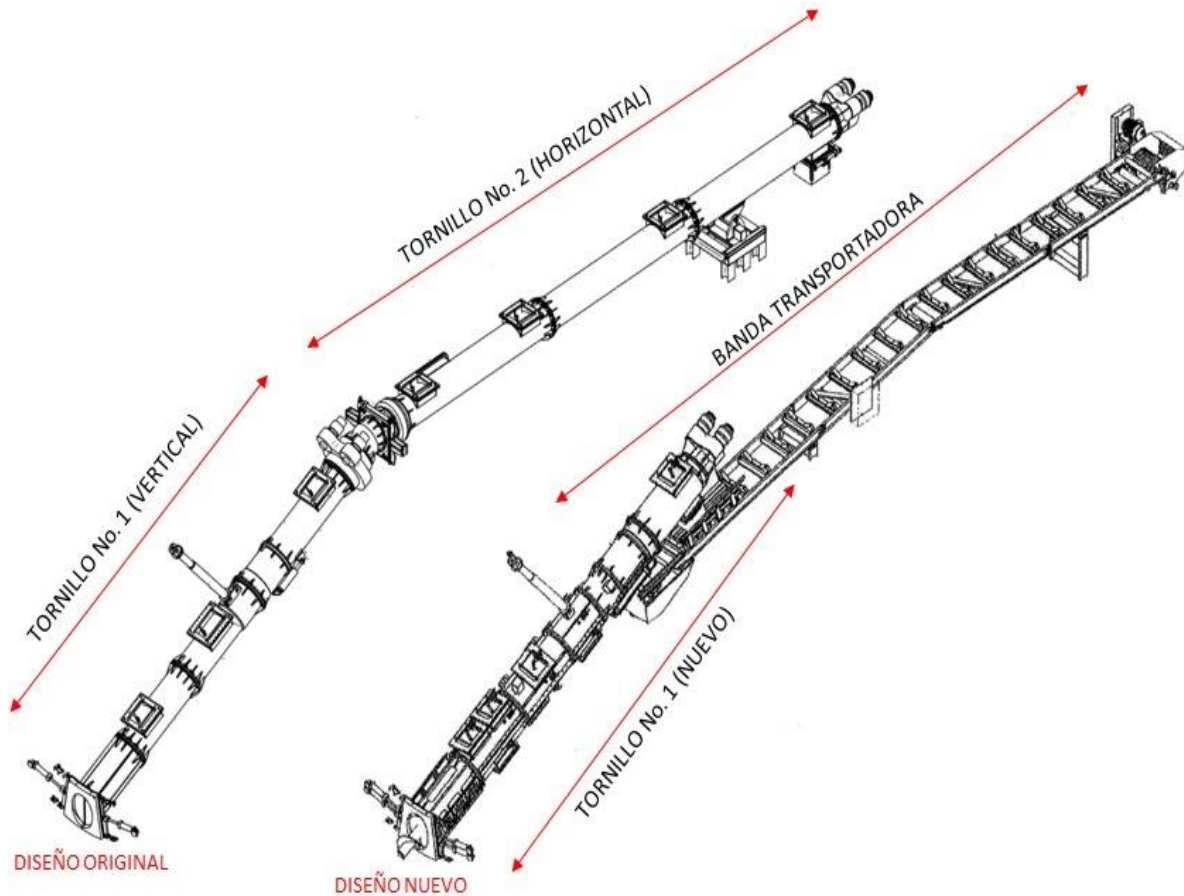 TORNILLO No. 2 (HORIZONTAL)
TORNILLO No. 1 (VERTICAL)
BANDA TRANSPORTADORA
TORNILLO No. 1 (NUEVO)
DISEÑO ORIGINAL
DISEÑO NUEVO